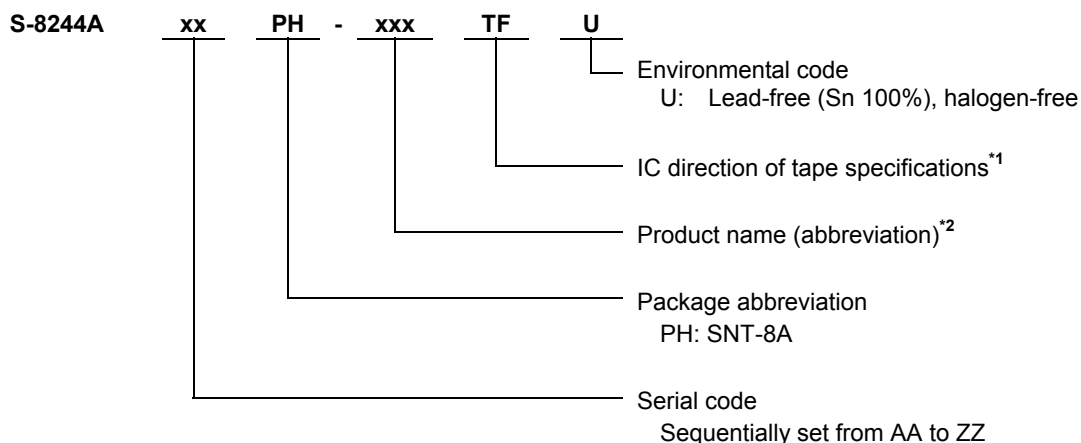 S-8244A xx PH - xxx TF U
Environmental code
U: Lead-free (Sn 100%), halogen-free
IC direction of tape specifications*1
Product name (abbreviation)*2
Package abbreviation
PH: SNT-8A
Serial code
Sequentially set from AA to ZZ